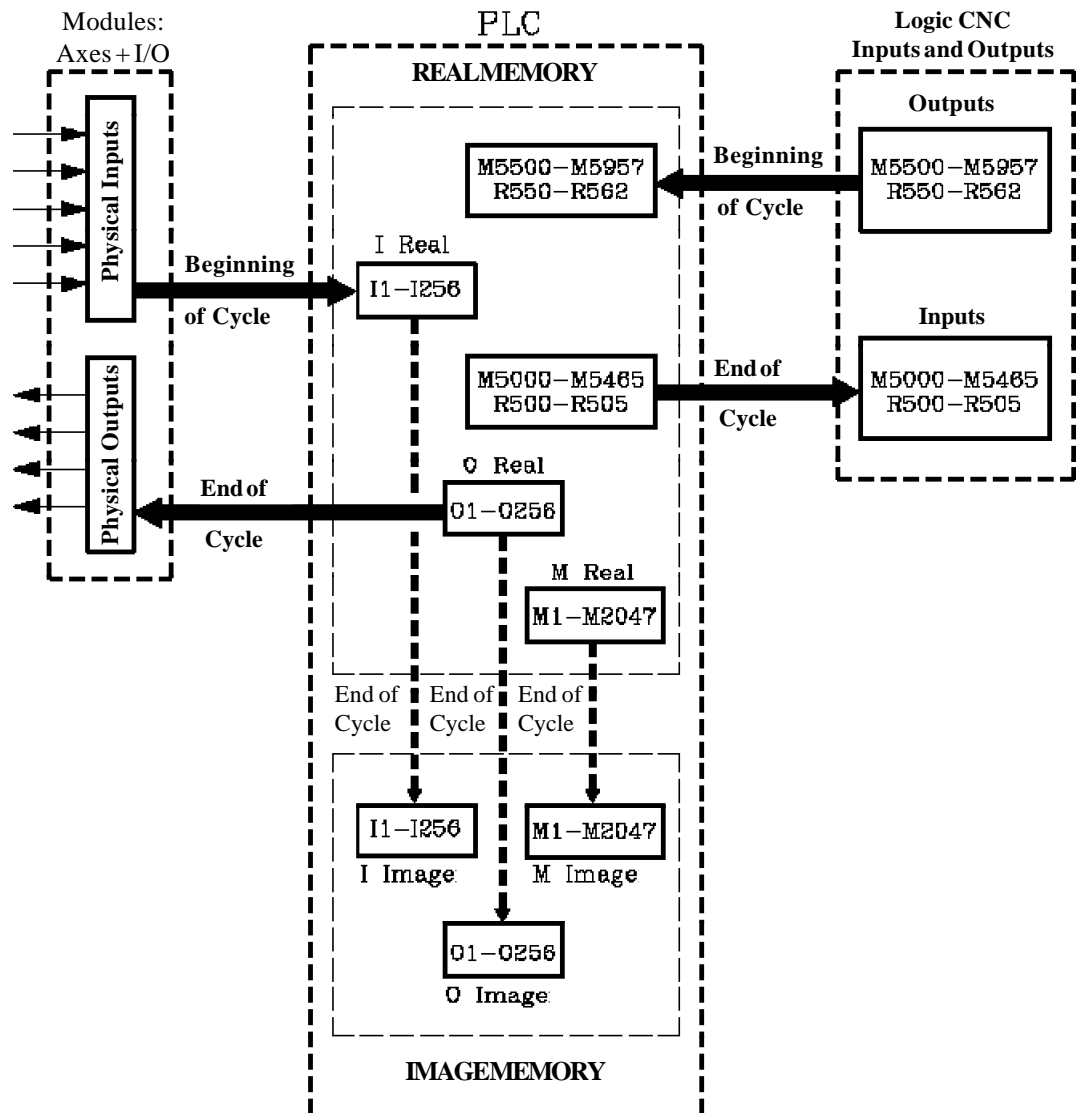 Modules:
Axes + I/O
Physical Inputs
Physical Outputs
Beginning
of Cycle
End of
Cycle
PLC
REALMEMORY
M5500-M5957
R550-R562
I Real
I1-I256
M5000-M5465
R500-R505
O Real
O1-O256
M Real
M1-M2047
End of
Cycle
End of
Cycle
End of
Cycle
I1-I256
I Image
M1-M2047
M Image
O1-O256
O Image
IMAGEMEMORY
Beginning
of Cycle
End of
Cycle
Logic CNC
Inputs and Outputs
Outputs
M5500-M5957
R550-R562
Inputs
M5000-M5465
R500-R505